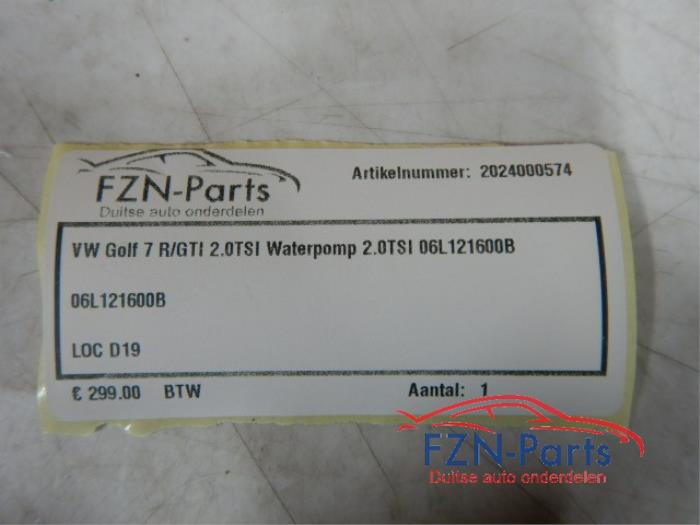 FZN-Parts
Duitse auto onderdelen
Artikelnummer: 2024000574
VW Golf 7 R/GTI 2.0TSI Waterpomp 2.0TSI 06L121600B
06L121600B
LOC D19
€ 299.00 BTW
Aantal: 1
FZN-Parts
Duitse auto onderdelen